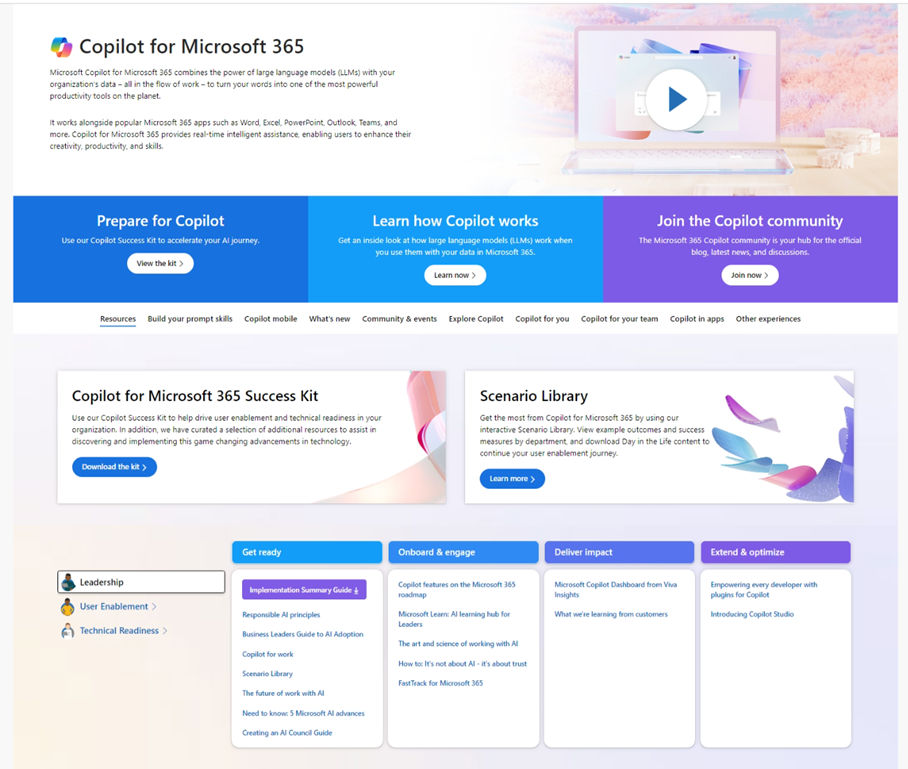 Copilot for Microsoft 365
Microsoft Copilot for Microsoft 365 combines the power of large language models (LLMs) with your
organization's data – all in the flow of work – to turn your words into one of the most powerful
productivity tools on the planet.
It works alongside popular Microsoft 365 apps such as Word, Excel, PowerPoint, Outlook, Teams, and
more. Copilot for Microsoft 365 provides real-time intelligent assistance, enabling users to enhance their
creativity, productivity, and skills.
Prepare for Copilot
Use our Copilot Success Kit to accelerate your AI journey.
View the kit >
Learn how Copilot works
Get an inside look at how large language models (LLMs) work when
you use them with your data in Microsoft 365.
Learn now >
Join the Copilot community
The Microsoft 365 Copilot community is your hub for the official
blog, latest news, and discussions.
Join now >
Resources Build your prompt skills Copilot mobile What's new Community & events Explore Copilot Copilot for you Copilot for your team Copilot in apps Other experiences
Copilot for Microsoft 365 Success Kit
Use our Copilot Success Kit to help drive user enablement and technical readiness in your
organization. In addition, we have curated a selection of additional resources to assist in
discovering and implementing this game changing advancements in technology.
Download the kit >
Scenario Library
Get the most from Copilot for Microsoft 365 by using our
interactive Scenario Library. View example outcomes and success
measures by department, and download Day in the Life content to
continue your user enablement journey.
Learn more >
Leadership
User Enablement >
Technical Readiness >
Get ready
Implementation Summary Guide
Responsible AI principles
Business Leaders Guide to AI Adoption
Copilot for work
Scenario Library
The future of work with AI
Need to know: 5 Microsoft AI advances
Creating an AI Council Guide
Onboard & engage
Copilot features on the Microsoft 365
roadmap
Microsoft Learn: AI learning hub for
Leaders
The art and science of working with AI
How to: It's not about AI - it's about trust
FastTrack for Microsoft 365
Deliver impact
Microsoft Copilot Dashboard from Viva
Insights
What we're learning from customers
Extend & optimize
Empowering every developer with
plugins for Copilot
Introducing Copilot Studio